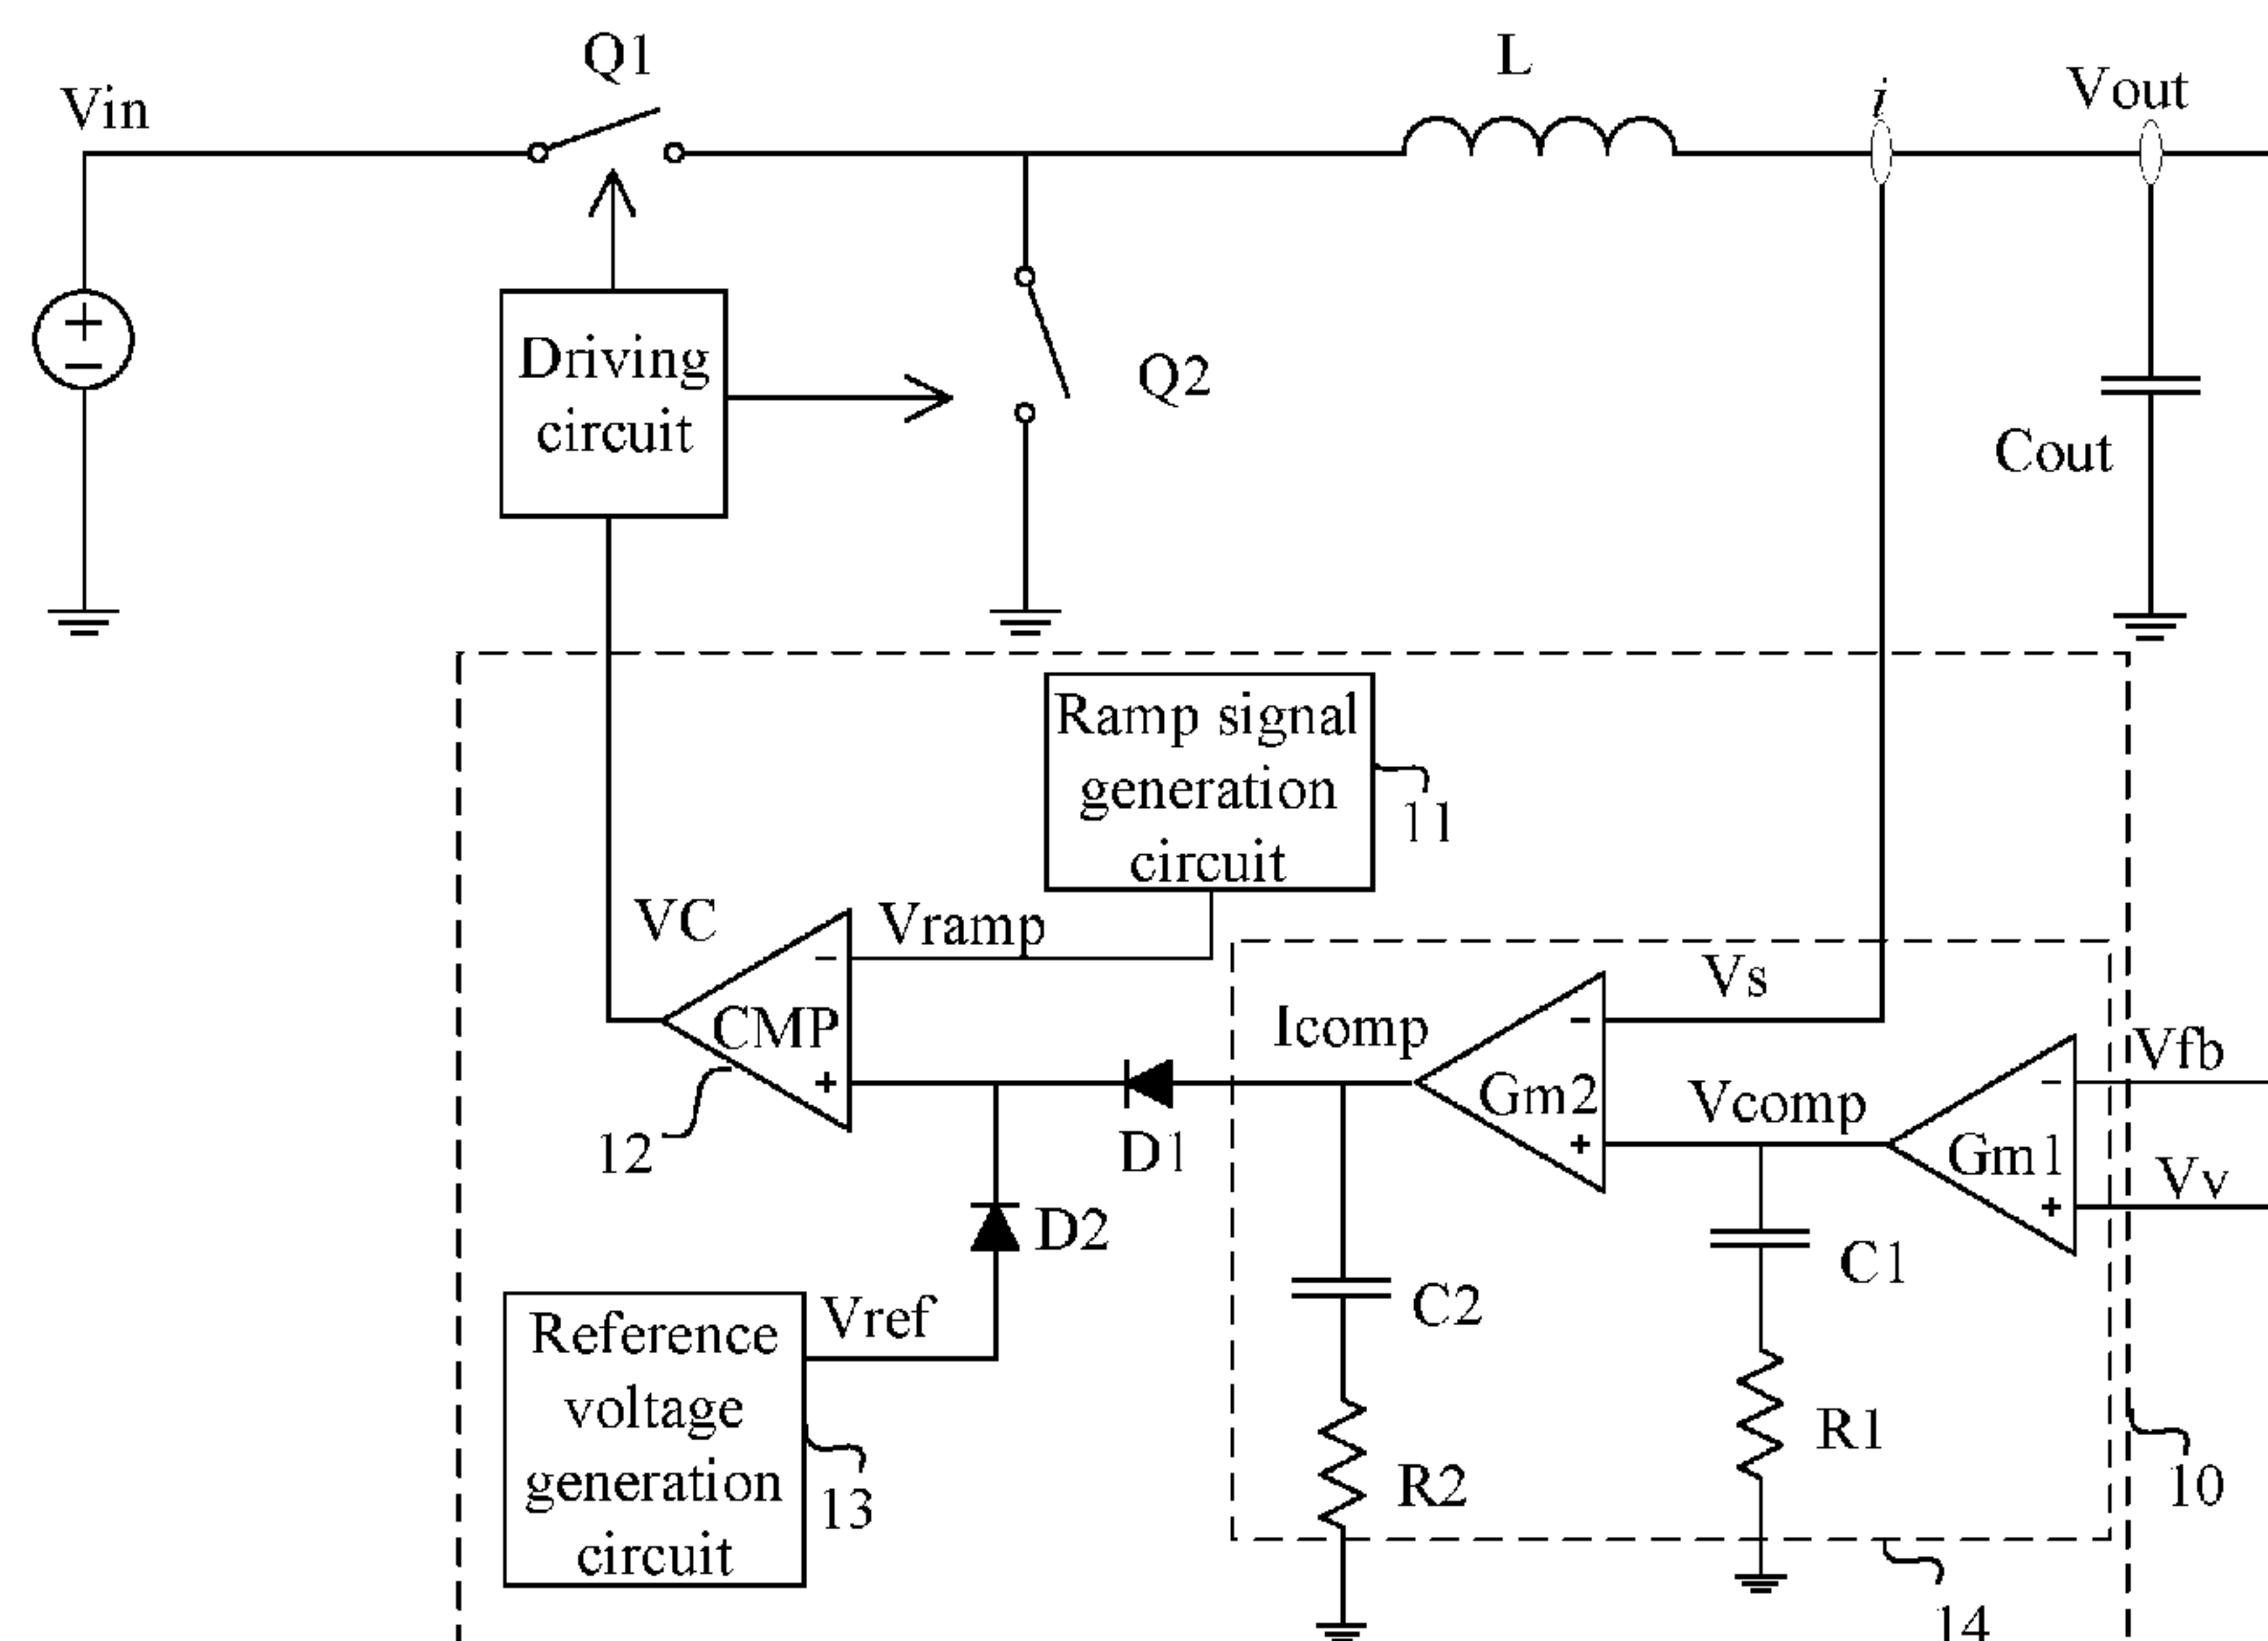 Q1
L
i
Vout
Vin
Driving
circuit
Q2
Cout
Ramp signal
generation
circuit
11
VC
Vramp
Vs
CMP
Icomp
Gm2
Vcomp
Vfb
Gm1
Vv
12
D1
D2
C1
C2
Reference
voltage
generation
circuit
Vref
R1
R2
13
10
14